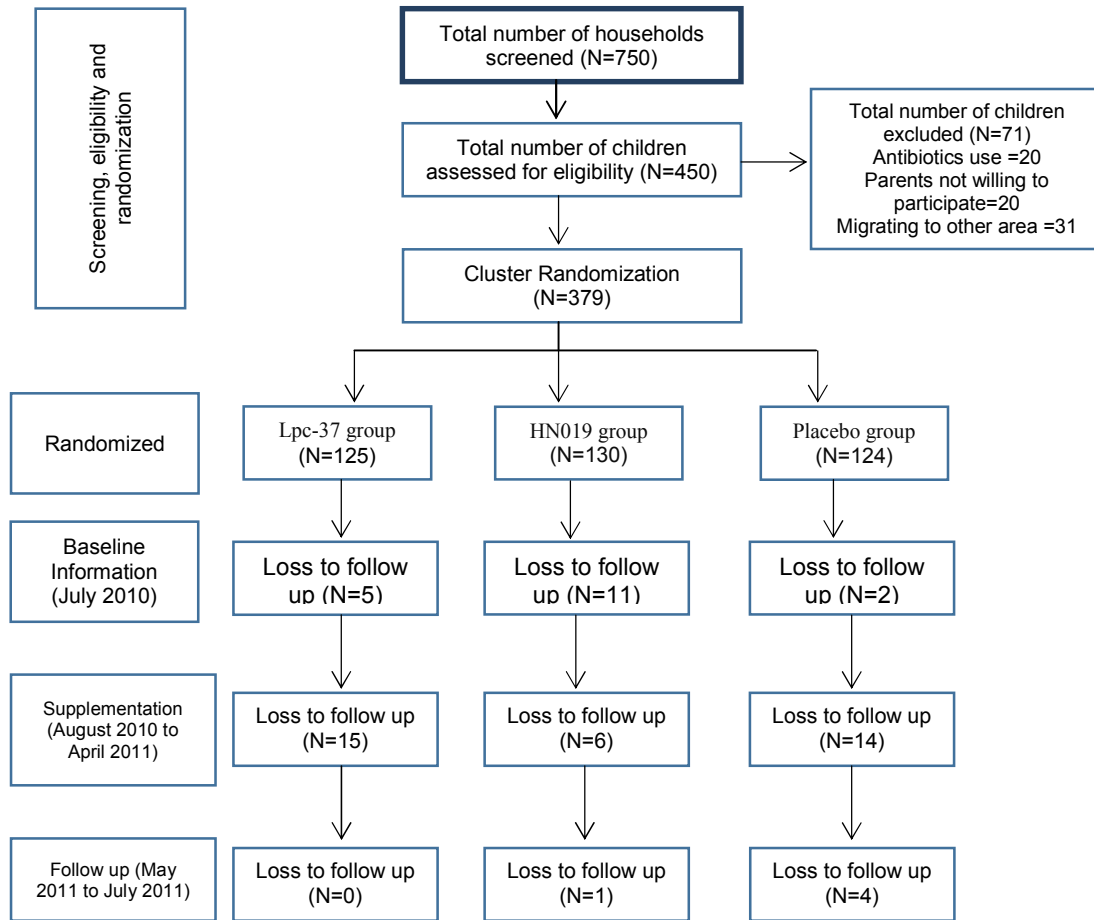 Total number of households
screened (N=750)
Screening, eligibility and
randomization
Total number of children
assessed for eligibility (N=450)
Total number of children
excluded (N=71)
Antibiotics use =20
Parents not willing to
participate=20
Migrating to other area =31
Cluster Randomization
(N=379)
Randomized
Lpc-37 group
(N=125)
HN019 group
(N=130)
Placebo group
(N=124)
Baseline
Information
(July 2010)
Loss to follow
up (N=5)
Loss to follow
up (N=11)
Loss to follow
up (N=2)
Supplementation
(August 2010 to
April 2011)
Loss to follow up
(N=15)
Loss to follow up
(N=6)
Loss to follow up
(N=14)
Follow up (May
2011 to July 2011)
Loss to follow up
(N=0)
Loss to follow up
(N=1)
Loss to follow up
(N=4)